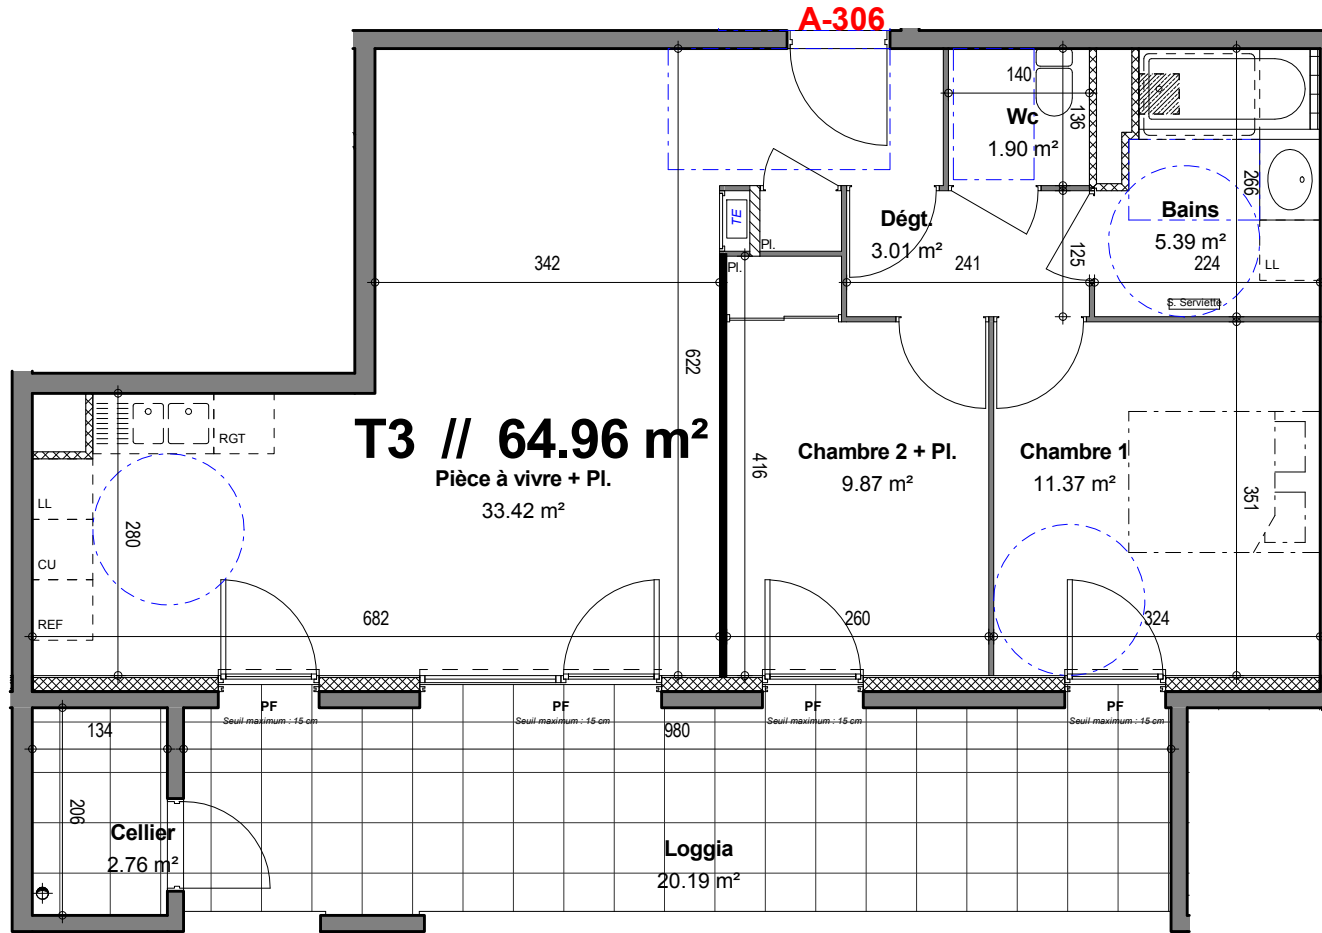 A-306
140
Wc
136
1.90 m²
266
Bains
5.39 m²
TE
Dégt.
3.01 m²
Pl.
Pl.
342
241
125
224
LL
S. Serviette
622
T3 // 64.96 m²
RGT
Pièce à vivre + Pl.
33.42 m²
416
Chambre 2 + Pl.
9.87 m²
Chambre 1
11.37 m²
351
LL
280
CU
REF
682
260
324
PF
Seuil maximum : 15 cm
PF
Seuil maximum : 15 cm
PF
Seuil maximum : 15 cm
PF
Seuil maximum : 15 cm
134
980
206
Cellier
2.76 m²
Loggia
20.19 m²